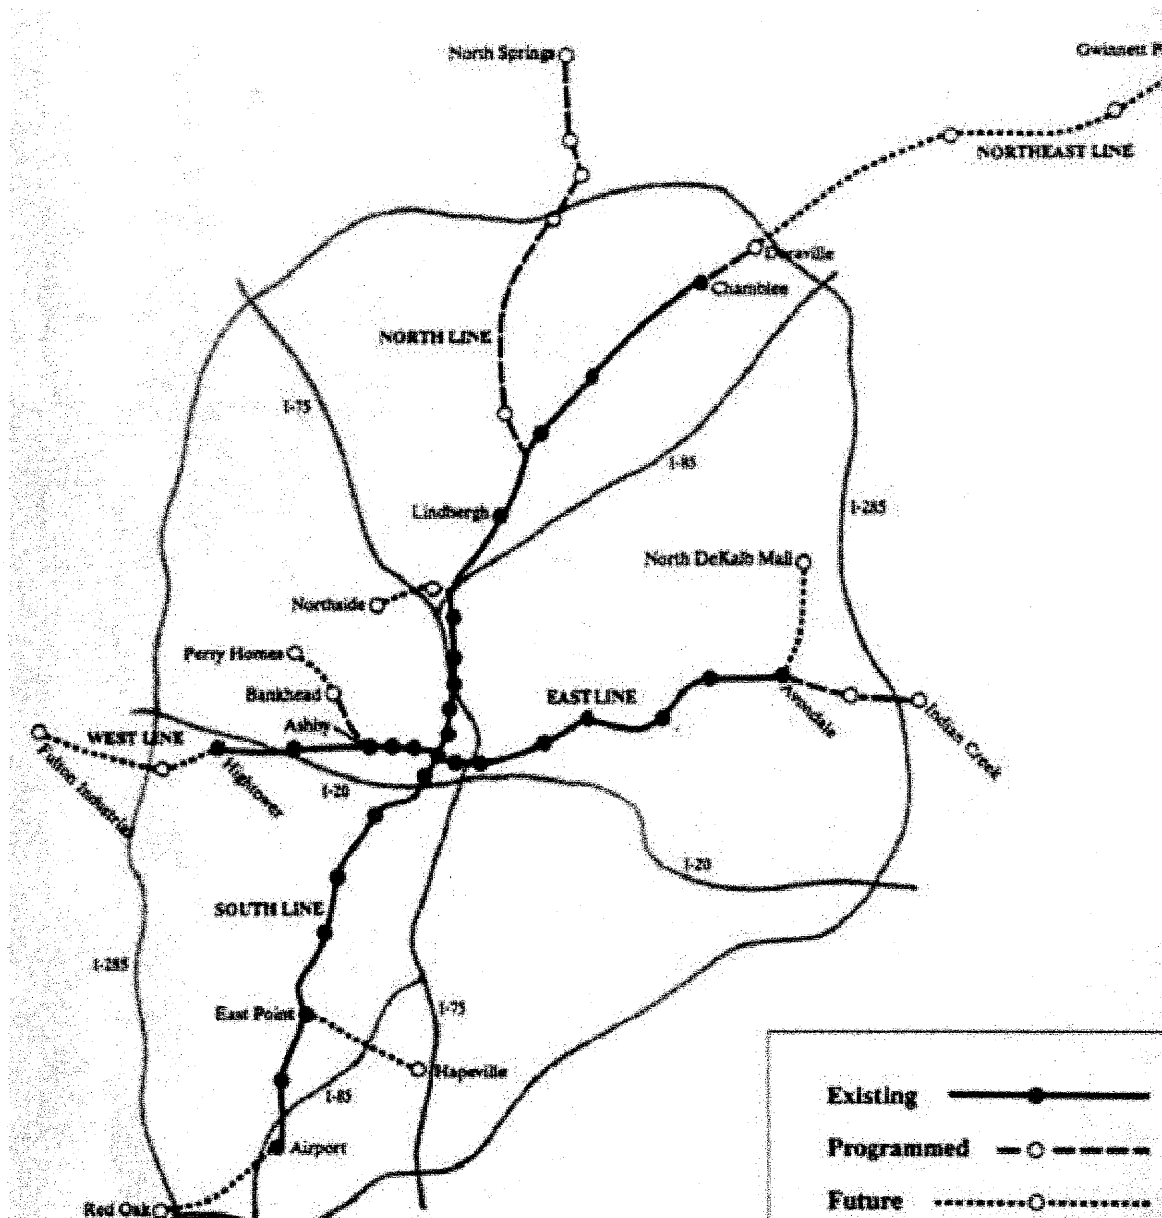 North Springs
Gwinnett P
NORTHEAST LINE
Doraville
Chamblee
NORTH LINE
I-75
I-85
Lindbergh
I-285
North DeKalb Mall
Northside
Perry Homes
Bankhead
EAST LINE
Ashby
Avondale
WEST LINE
Indian Creek
Hightower
Fulton Industrial
I-20
I-20
SOUTH LINE
I-285
East Point
I-75
Hapeville
I-85
Existing
Airport
Programmed
Future
Red Oak